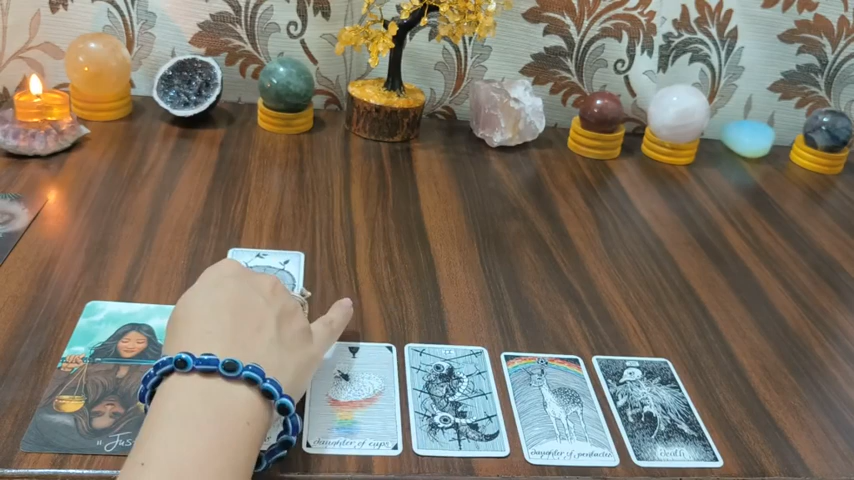 Jus
daughter of cups
daughter of pentacles
death